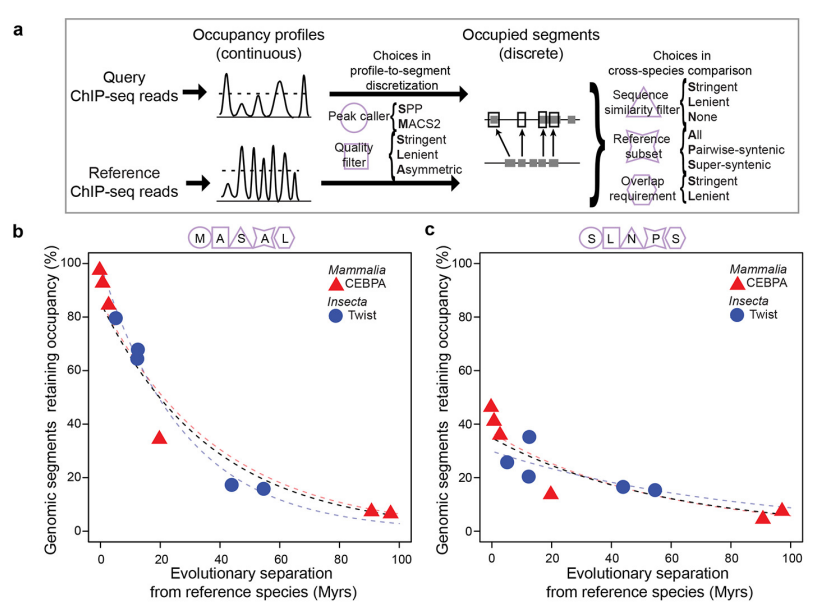 a
Occupancy profiles
(continuous)
Occupied segments
(discrete)
Query
ChIP-seq reads
Reference
ChIP-seq reads
Choices in
profile-to-segment
discretization
Peak caller
SPP
MACS2
Quality
filter
Stringent
Lenient
Asymmetric
Choices in
cross-species comparison
Sequence
similarity filter
Stringent
Lenient
None
Reference
subset
All
Pairwise-syntenic
Super-syntenic
Overlap
requirement
Stringent
Lenient
b
M A S A L
Genomic segments retaining occupancy (%)
100
80
60
40
20
0
Mammalia
CEBPA
Insecta
Twist
0 20 40 60 80 100
Evolutionary separation
from reference species (Myrs)
c
S L N P S
Genomic segments retaining occupancy (%)
100
80
60
40
20
0
Mammalia
CEBPA
Insecta
Twist
0 20 40 60 80 100
Evolutionary separation
from reference species (Myrs)